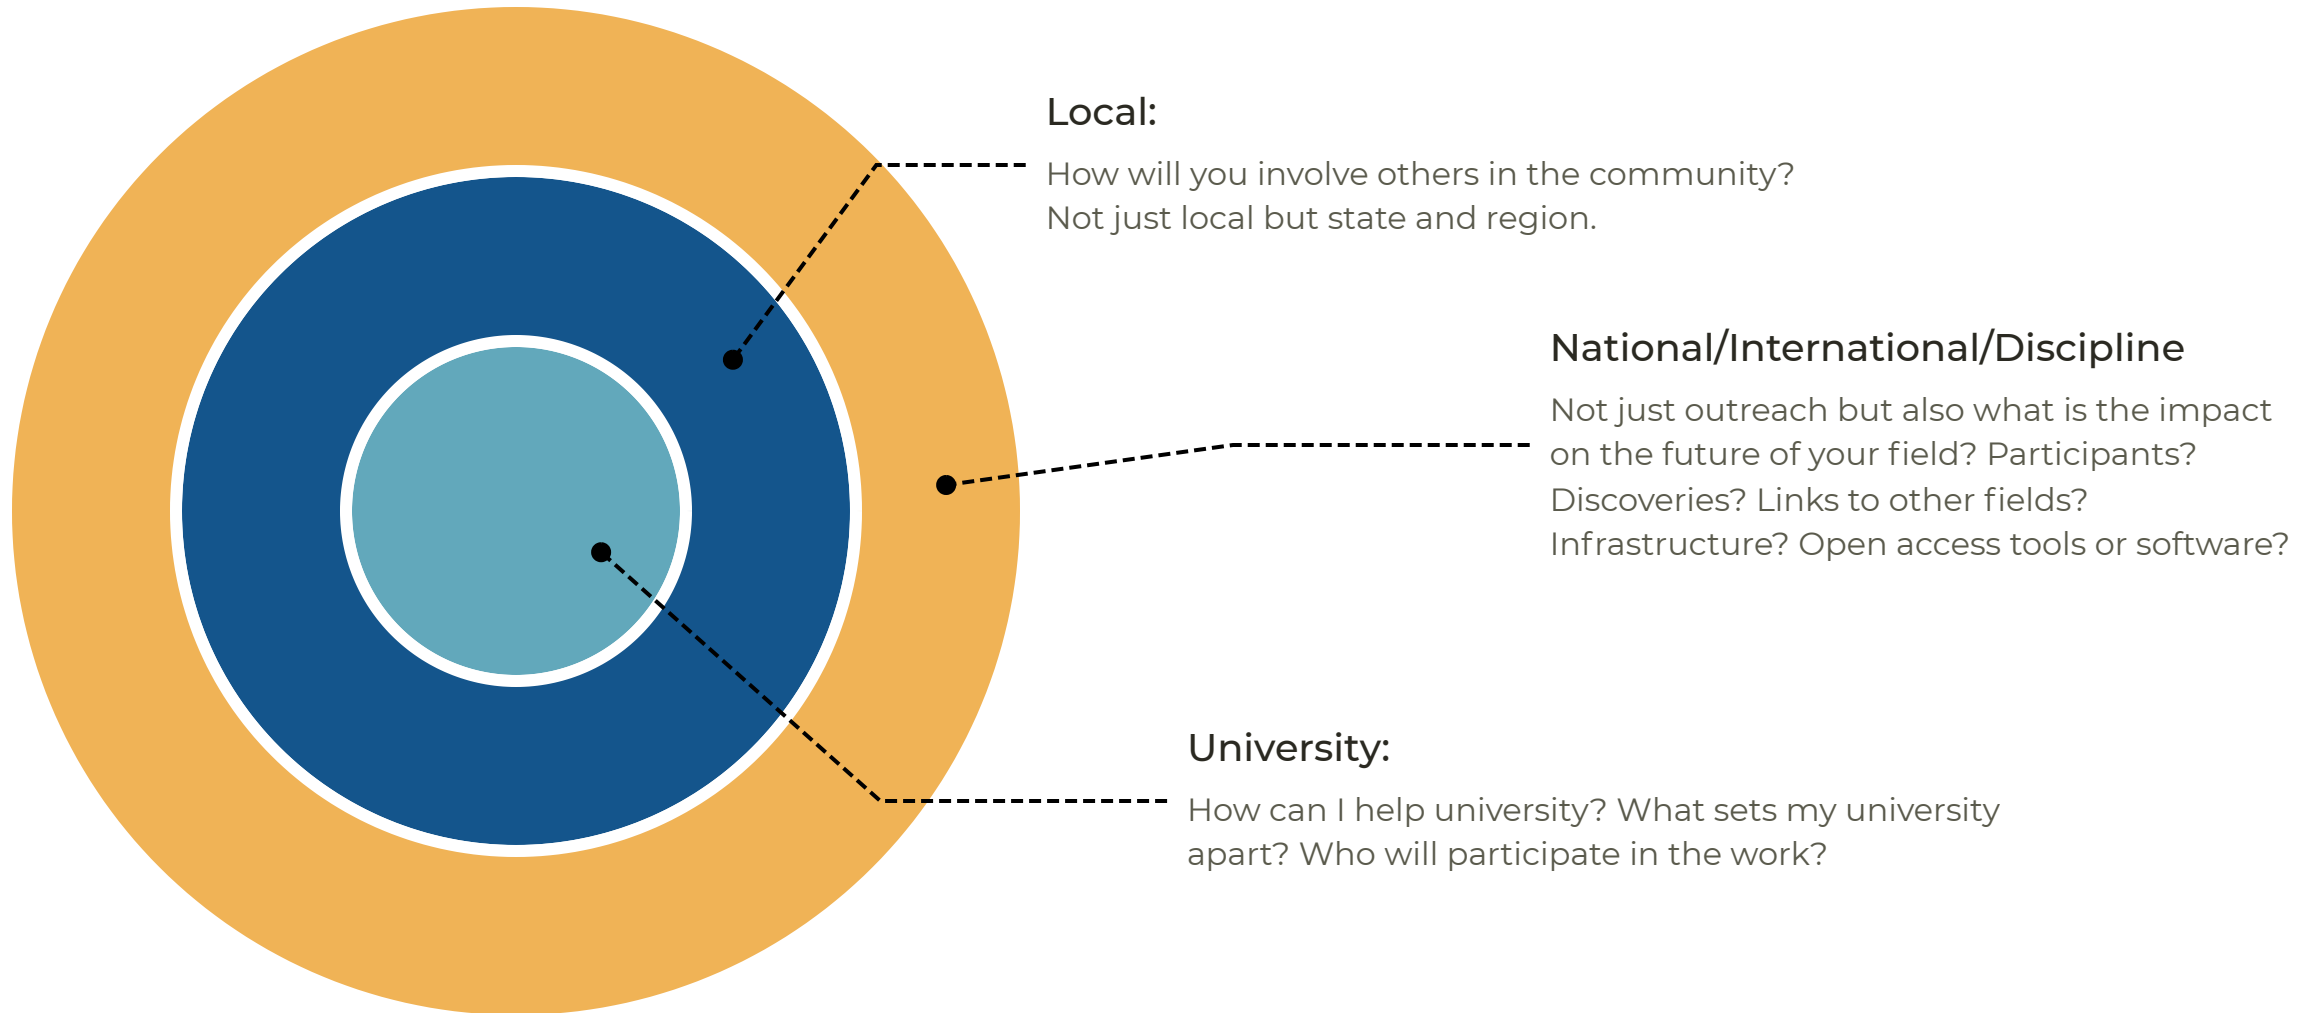 Local:
How will you involve others in the community?
Not just local but state and region.
National/International/Discipline
Not just outreach but also what is the impact
on the future of your field? Participants?
Discoveries? Links to other fields?
Infrastructure? Open access tools or software?
University:
How can I help university? What sets my university
apart? Who will participate in the work?